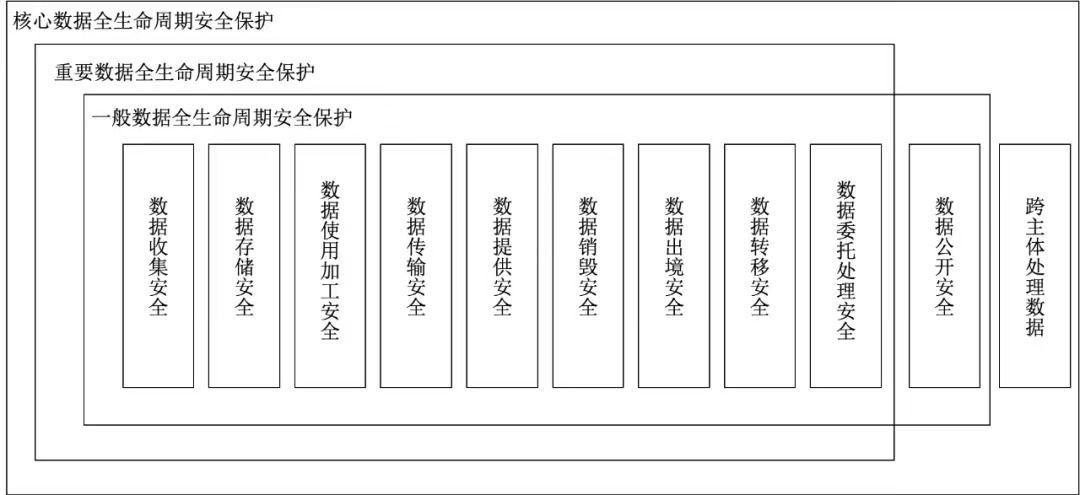 核心数据全生命周期安全保护
重要数据全生命周期安全保护
一般数据全生命周期安全保护
数据收集安全
数据存储安全
数据使用加工安全
数据传输安全
数据提供安全
数据销毁安全
数据出境安全
数据转移安全
数据委托处理安全
数据公开安全
跨主体处理数据